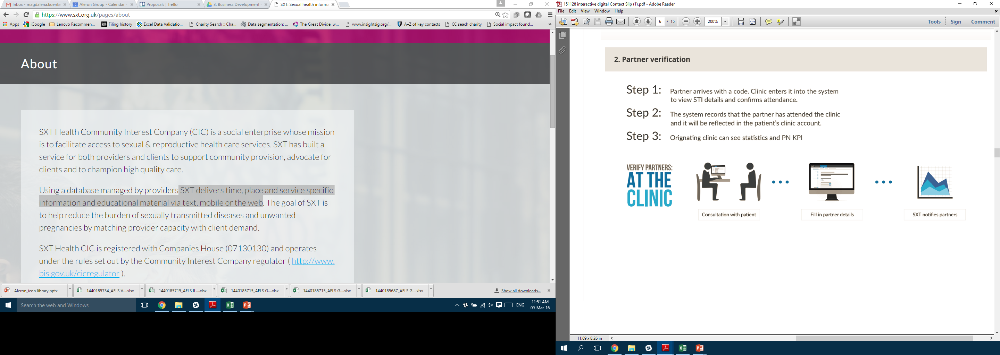 Inbox - magdalena.kuenke
Aleron Group - Calendar -
Proposals | Trello
3. Business Development -
SXT: Sexual health informa
https://www.sxt.org.uk/pages/about
Apps
iGoogle
Lenovo Recommen...
Filing history
Excel Data Validatio...
Charity Search :: Cha...
Data segmentation: ...
The Great Divide; w...
www.insightsig.org/...
A–Z of key contacts
CC seach charity
Social impact found...
»
About
SXT Health Community Interest Company (CIC) is a social enterprise whose mission
is to facilitate access to sexual & reproductive health care services. SXT has built a
service for both providers and clients to support community provision, advocate for
clients and to champion high quality care.
Using a database managed by providers SXT delivers time, place and service specific
information and educational material via text, mobile or the web. The goal of SXT is
to help reduce the burden of sexually transmitted diseases and unwanted
pregnancies by matching provider capacity with client demand.
SXT Health CIC is registered with Companies House (07130130) and operates
under the rules set out by the Community Interest Company regulator ( http://www.
bis.gov.uk/cicregulator ).
Aleron_icon library.pptx
1440185734_AFLS V....xlsx
1440185715_AFLS IL....xlsx
1440185715_AFLS G....xlsx
1440185715_AFLS G....xlsx
1440185687_AFLS G....xlsx
Show all downloads...
Search the web and Windows
ENG
11:51 AM
09-Mar-16
151128 interactive digital Contact Slip (1).pdf - Adobe Reader
File Edit View Window Help
6 / 15
200%
Tools
Sign
Comment
2. Partner verification
Step 1: Partner arrives with a code. Clinic enters it into the system
to view STI details and confirms attendance.
Step 2: The system records that the partner has attended the clinic
and it will be reflected in the patient's clinic account.
Step 3: Orignating clinic can see statistics and PN KPI
VERIFY PARTNERS:
AT THE
CLINIC
Consultation with patient
Fill in partner details
SXT notifies partners
11.69 x 8.26 in